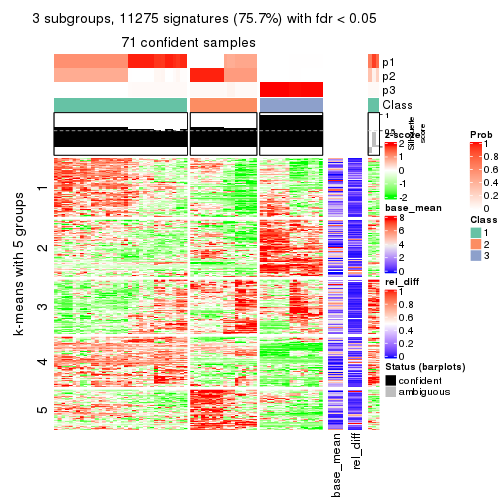 3 subgroups, 11275 signatures (75.7%) with fdr < 0.05
71 confident samples
p1
p2
p3
Class
1
0.5
0
Silhouette
score
k-means with 5 groups
1
2
3
4
5
base_mean
rel_diff
z-score
2
1
0
-1
-2
base_mean
8
6
4
2
0
rel_diff
1
0.8
0.6
0.4
0.2
0
Status (barplots)
confident
ambiguous
Prob
1
0.8
0.6
0.4
0.2
0
Class
1
2
3